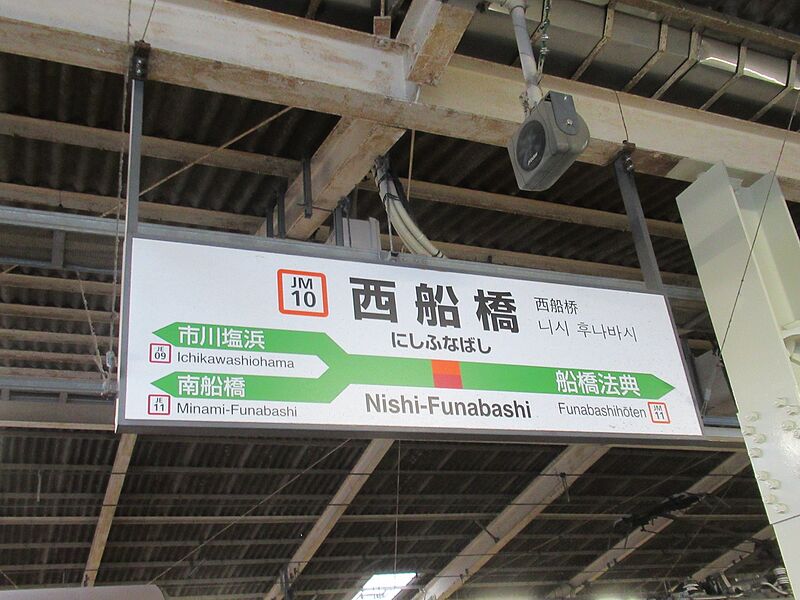 JM
10
西船橋
西船桥
니시 후나바시
にしふなばし
市川塩浜
JE
09
Ichikawashiohama
南船橋
JE
11
Minami-Funabashi
Nishi-Funabashi
船橋法典
Funabashihōten
JM
11